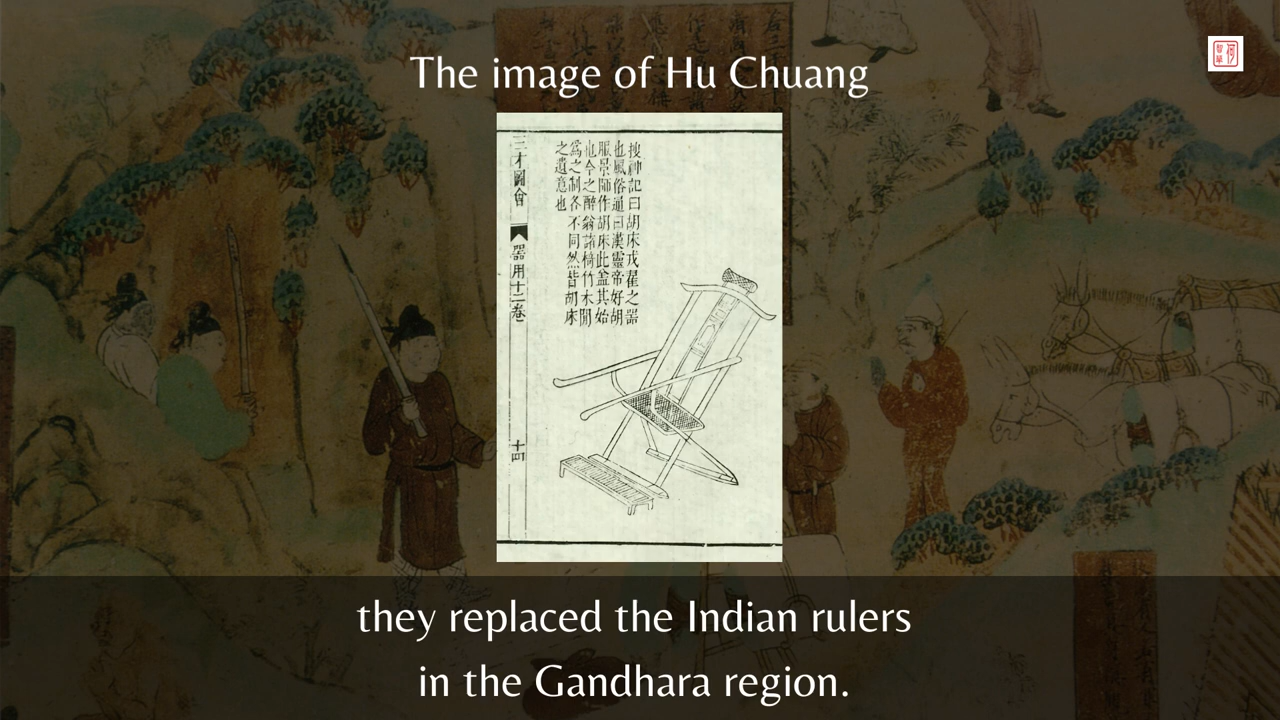 The image of Hu Chuang
搜神記曰胡床戎翟之器
也風俗通曰漢靈帝好胡
服景師作胡床此蓋其始
也今之醉翁諸椅竹木間
為之制各不同然皆胡床
之遺意也
三才圖會
器用十二卷
十四
they replaced the Indian rulers
in the Gandhara region.